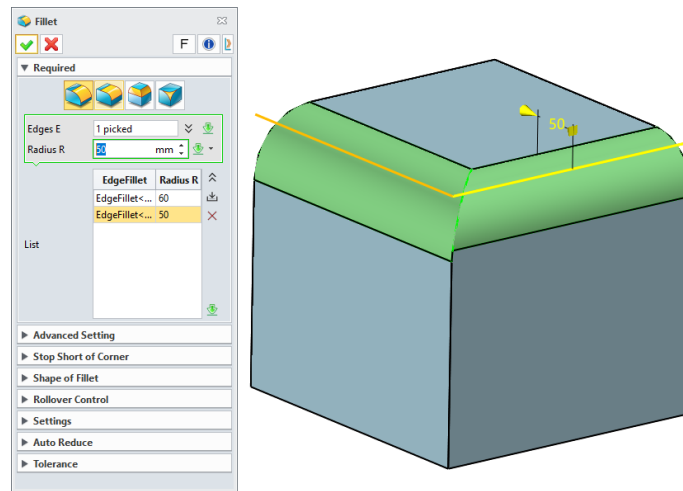 Fillet
F
Required
Edges E 1 picked
Radius R 50 mm
EdgeFillet Radius R
EdgeFillet<... 60
EdgeFillet<... 50
List
Advanced Setting
Stop Short of Corner
Shape of Fillet
Rollover Control
Settings
Auto Reduce
Tolerance
50